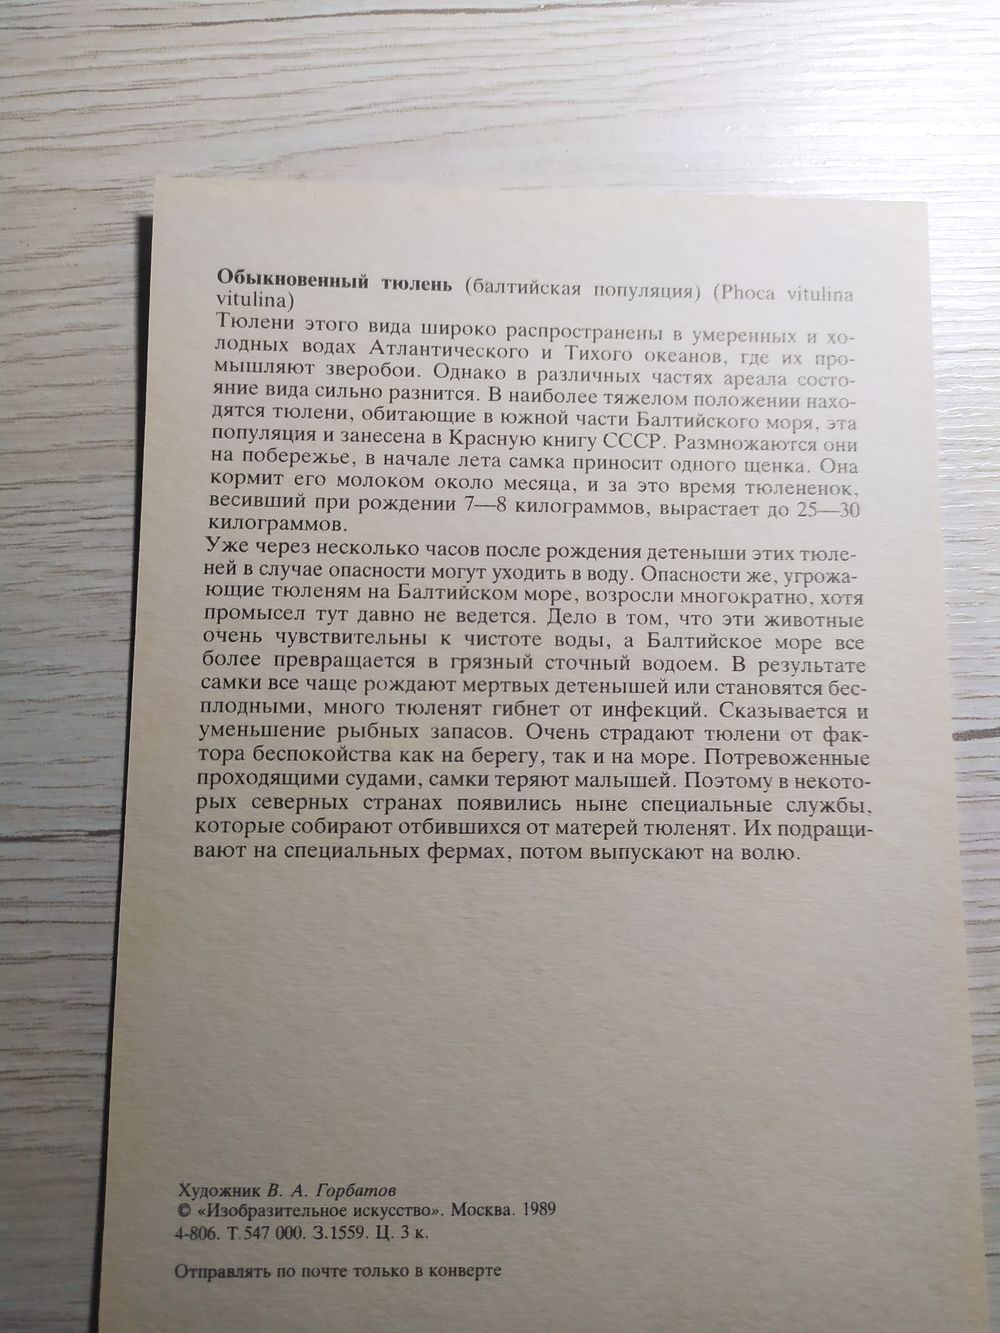 Обыкновенный тюлень (балтийская популяция) (Phoca vitulina
vitulina)
Тюлени этого вида широко распространены в умеренных и хо-
лодных водах Атлантического и Тихого океанов, где их про-
мышляют зверобои. Однако в различных частях ареала состо-
яние вида сильно разнится. В наиболее тяжелом положении нахо-
дятся тюлени, обитающие в южной части Балтийского моря, эта
популяция и занесена в Красную книгу СССР. Размножаются они
на побережье, в начале лета самка приносит одного щенка. Она
кормит его молоком около месяца, и за это время тюлененок,
весивший при рождении 7—8 килограммов, вырастает до 25—30
килограммов.
Уже через несколько часов после рождения детеныши этих тюле-
ней в случае опасности могут уходить в воду. Опасности же, угрожа-
ющие тюленям на Балтийском море, возросли многократно, хотя
промысел тут давно не ведется. Дело в том, что эти животные
очень чувствительны к чистоте воды, а Балтийское море все
более превращается в грязный сточный водоем. В результате
самки все чаще рождают мертвых детенышей или становятся бес-
плодными, много тюленят гибнет от инфекций. Сказывается и
уменьшение рыбных запасов. Очень страдают тюлени от фак-
тора беспокойства как на берегу, так и на море. Потревоженные
проходящими судами, самки теряют малышей. Поэтому в некото-
рых северных странах появились ныне специальные службы,
которые собирают отбившихся от матерей тюленят. Их подращи-
вают на специальных фермах, потом выпускают на волю.
Художник В. А. Горбатов
© «Изобразительное искусство». Москва. 1989
4-806. Т.547 000. З.1559. Ц. 3 к.
Отправлять по почте только в конверте